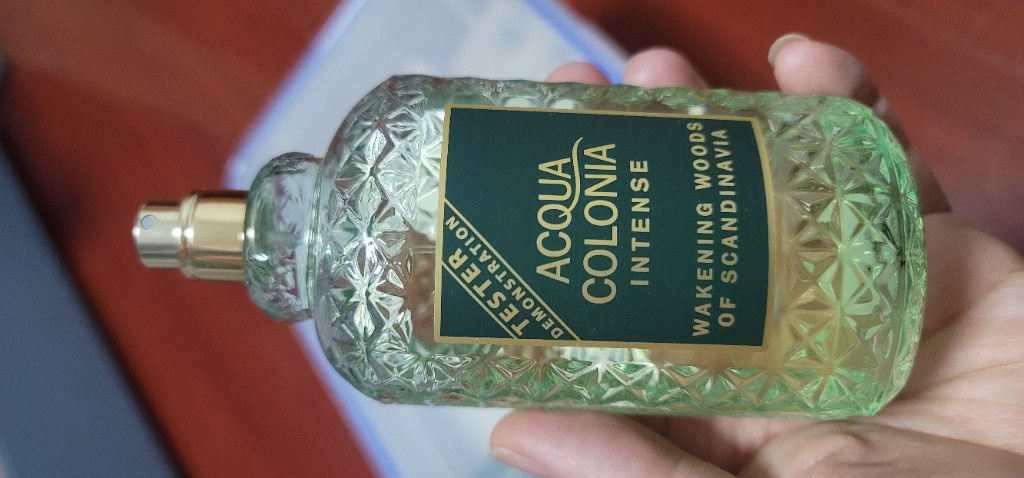 TESTER
DEMONSTRATION
ACQUA
COLONIA
INTENSE
WAKENING WOODS
OF SCANDINAVIA